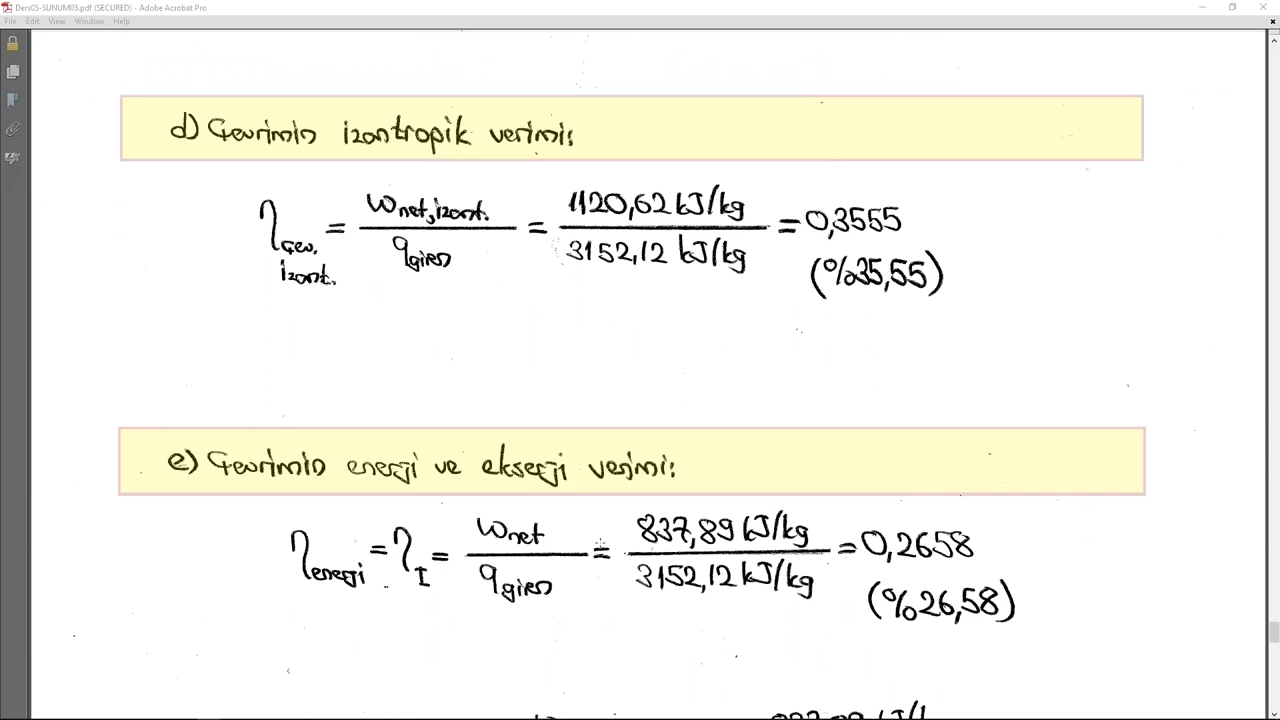 Ders05-SUNUM03.pdf (SECURED) - Adobe Acrobat Pro
File Edit View Window Help
d) Çevrimin izontropik verimi:
η çev, izont. = w net,izont. / q giren = 1120,62 kJ/kg / 3152,12 kJ/kg = 0,3555
(%35,55)
e) Çevrimin enerji ve ekserji verimi:
η enerji = η I = w net / q giren = 837,89 kJ/kg / 3152,12 kJ/kg = 0,2658
(%26,58)